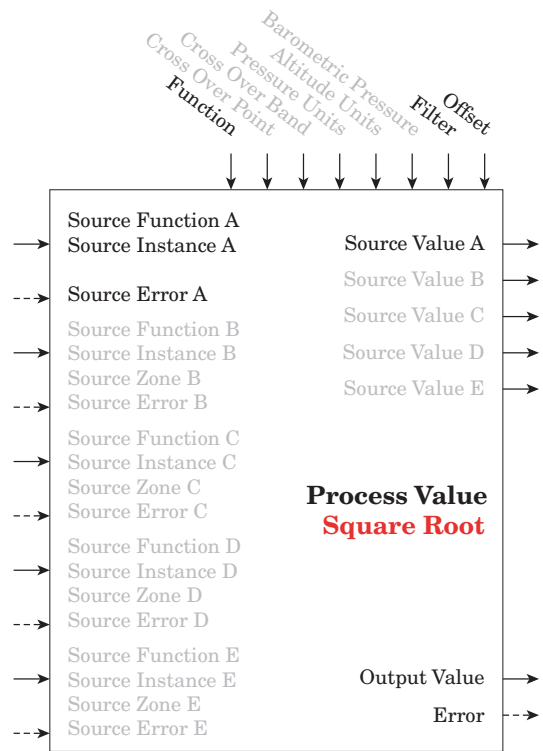 Function
Cross Over Point
Cross Over Band
Pressure Units
Altitude Units
Barometric Pressure
Filter
Offset
Source Function A
Source Instance A
Source Error A
Source Function B
Source Instance B
Source Zone B
Source Error B
Source Function C
Source Instance C
Source Zone C
Source Error C
Source Function D
Source Instance D
Source Zone D
Source Error D
Source Function E
Source Instance E
Source Zone E
Source Error E
Source Value A
Source Value B
Source Value C
Source Value D
Source Value E
Process Value
Square Root
Output Value
Error